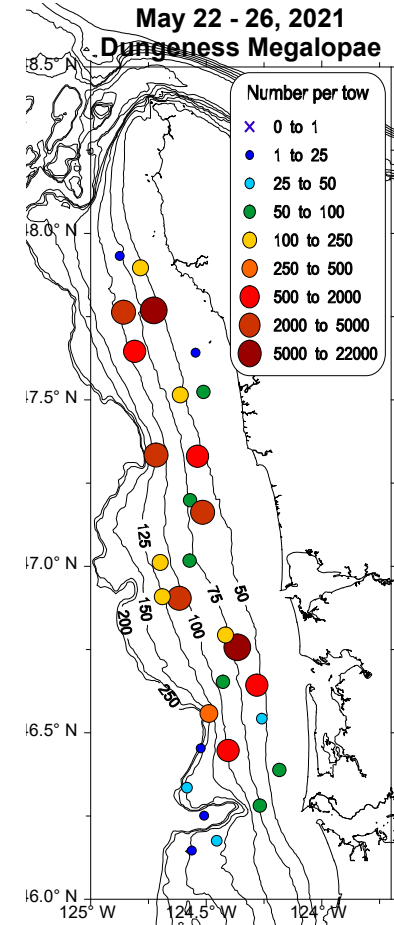 May 22 - 26, 2021
Dungeness Megalopae
8.5° N
Number per tow
0 to 1
1 to 25
25 to 50
50 to 100
100 to 250
250 to 500
500 to 2000
2000 to 5000
5000 to 22000
48.0° N
47.5° N
47.0° N
125
150
200
250
100
75
50
46.5° N
46.0° N
125° W
124.5° W
124.0° W